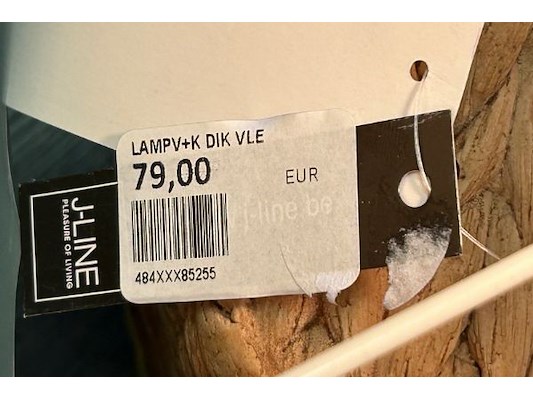 LAMPV+K DIK VLE
79,00
EUR
j-line.be
484XXX85255
J-LINE
PLEASURE OF LIVING